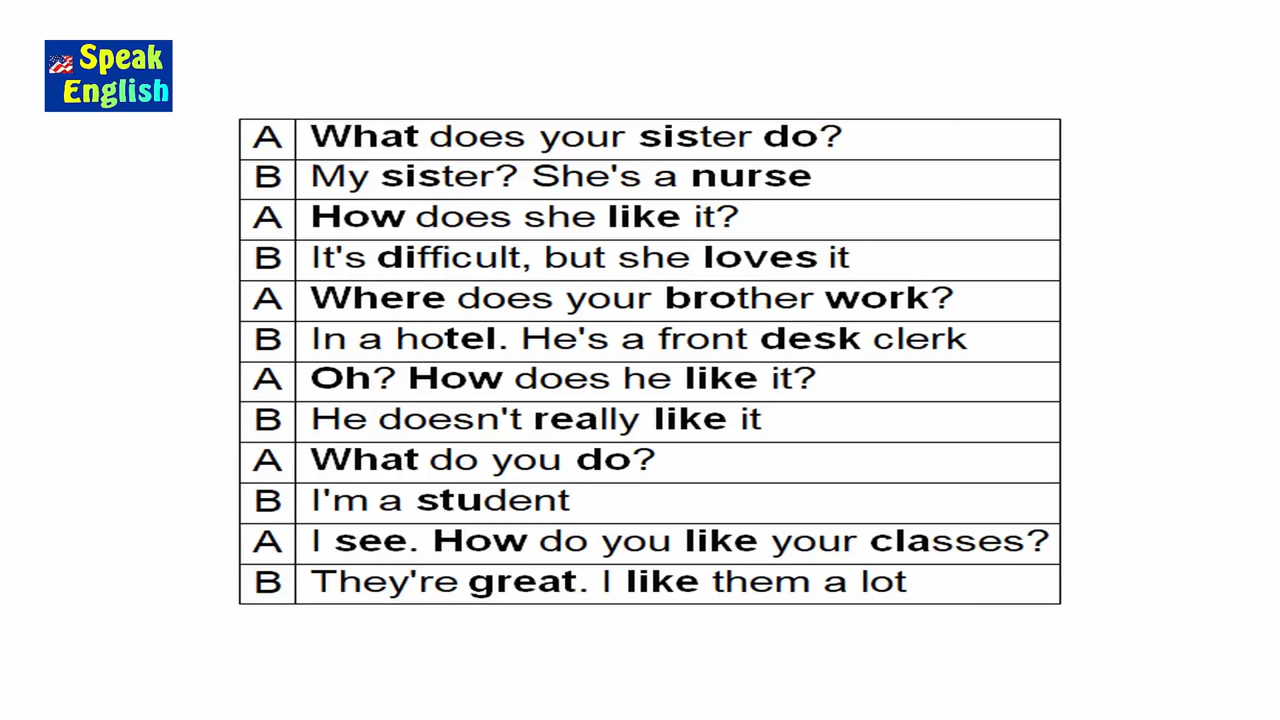 Speak
English
A What does your sister do?
B My sister? She's a nurse
A How does she like it?
B It's difficult, but she loves it
A Where does your brother work?
B In a hotel. He's a front desk clerk
A Oh? How does he like it?
B He doesn't really like it
A What do you do?
B I'm a student
A I see. How do you like your classes?
B They're great. I like them a lot